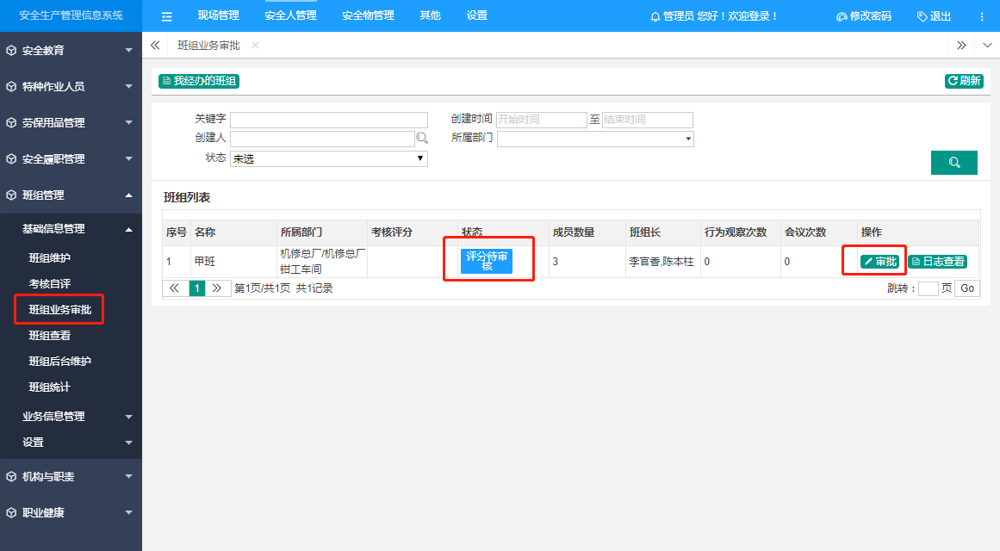 安全生产管理信息系统
现场管理 安全人管理 安全物管理 其他 设置
管理员 您好！欢迎登录！ 修改密码 退出
班组业务审批
安全教育
特种作业人员
劳保用品管理
安全履职管理
班组管理
基础信息管理
班组维护
考核自评
班组业务审批
班组查看
班组后台维护
班组统计
业务信息管理
设置
机构与职责
职业健康
我经办的班组
刷新
关键字 创建时间 开始时间 至 结束时间
创建人 所属部门
状态 未选
班组列表
序号 名称 所属部门 考核评分 状态 成员数量 班组长 行为观察次数 会议次数 操作
1 甲班 机修总厂/机修总厂钳工车间 评分待审核 3 李官香,陈本柱 0 0 审批 日志查看
1 第1页/共1页 共1记录 跳转： 页 Go